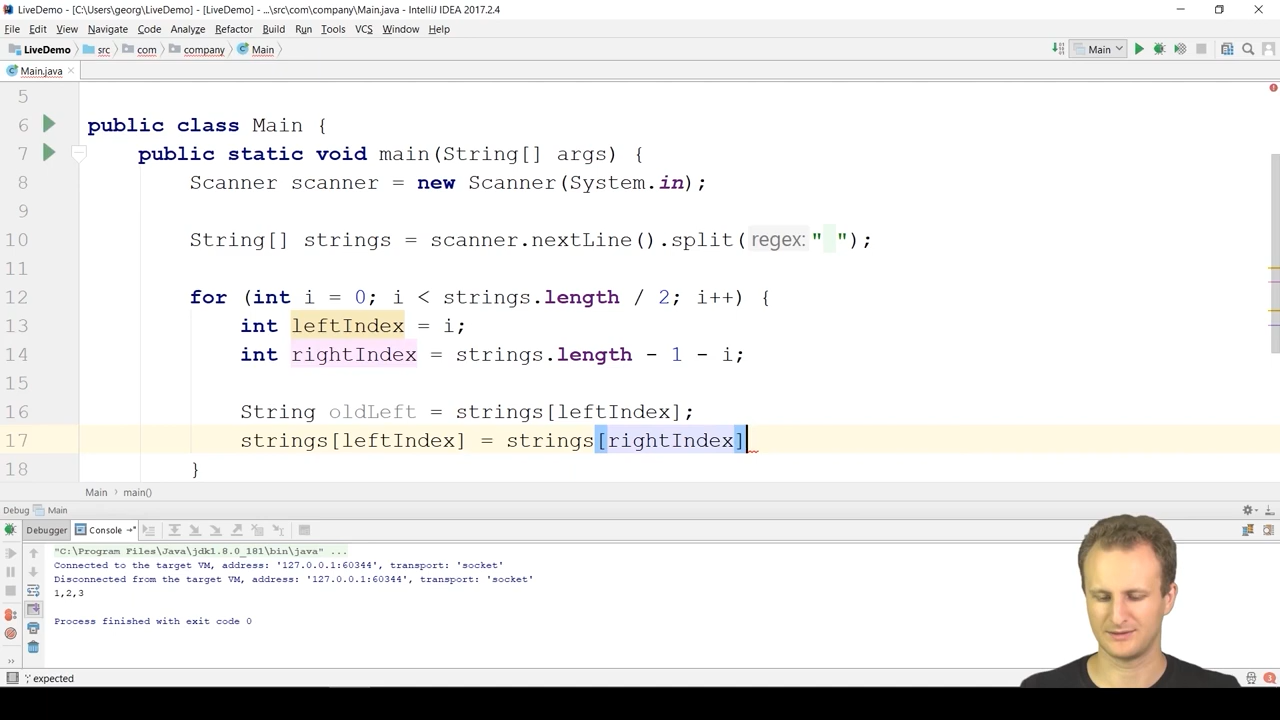 LiveDemo - [C:\Users\georg\LiveDemo] - [LiveDemo] - ...\src\com\company\Main.java - IntelliJ IDEA 2017.2.4
File Edit View Navigate Code Analyze Refactor Build Run Tools VCS Window Help
LiveDemo src com company Main
Main
Main.java
5
6 public class Main {
7 public static void main(String[] args) {
8 Scanner scanner = new Scanner(System.in);
9
10 String[] strings = scanner.nextLine().split( regex: " ");
11
12 for (int i = 0; i < strings.length / 2; i++) {
13 int leftIndex = i;
14 int rightIndex = strings.length - 1 - i;
15
16 String oldLeft = strings[leftIndex];
17 strings[leftIndex] = strings[rightIndex]
18 }
Main main()
Debug Main
Debugger Console
"C:\Program Files\Java\jdk1.8.0_181\bin\java" ...
Connected to the target VM, address: '127.0.0.1:60344', transport: 'socket'
Disconnected from the target VM, address: '127.0.0.1:60344', transport: 'socket'
1,2,3
Process finished with exit code 0
';' expected